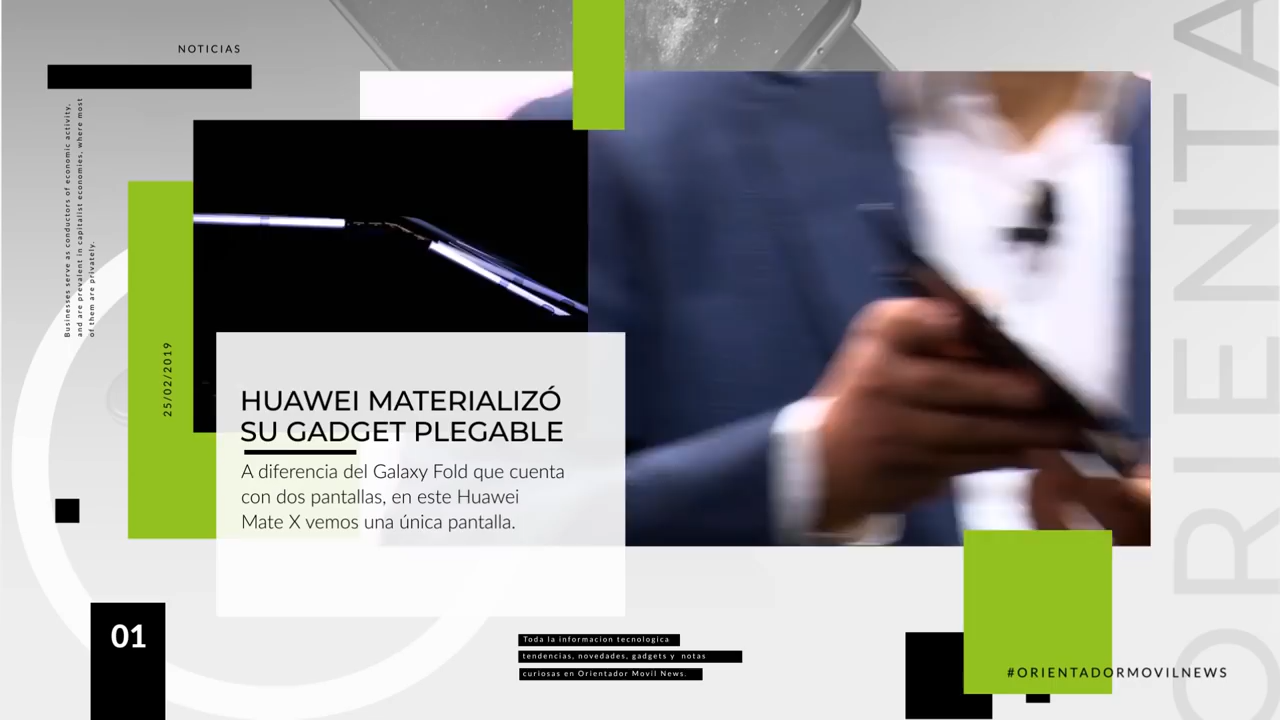 NOTICIAS
Businesses serve as conductors of economic activity,
and are prevalent in capitalist economies, where most
of them are privately.
25/02/2019
HUAWEI MATERIALIZÓ
SU GADGET PLEGABLE
A diferencia del Galaxy Fold que cuenta
con dos pantallas, en este Huawei
Mate X vemos una única pantalla.
01
Toda la informacion tecnologica
tendencias, novedades, gadgets y notas
curiosas en Orientador Movil News.
#ORIENTADORMOVILNEWS
ORIENTA